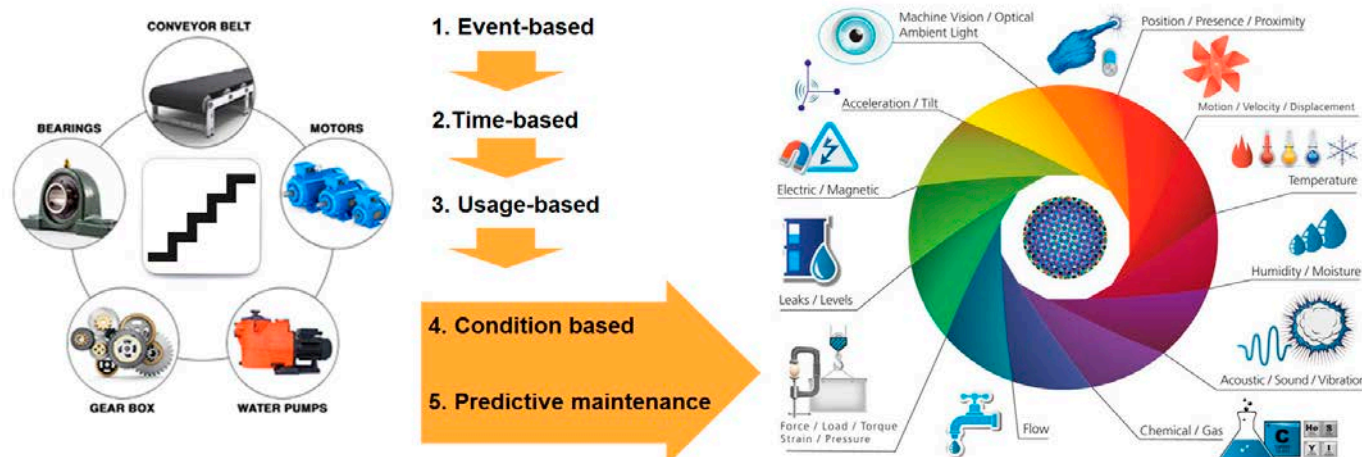 CONVEYOR BELT
BEARINGS
MOTORS
GEAR BOX
WATER PUMPS
1. Event-based
2.Time-based
3. Usage-based
4. Condition based
5. Predictive maintenance
Machine Vision / Optical
Ambient Light
Position / Presence / Proximity
Acceleration / Tilt
Motion / Velocity / Displacement
Electric / Magnetic
Temperature
Leaks / Levels
Humidity / Moisture
Acoustic / Sound / Vibration
Force / Load / Torque
Strain / Pressure
Flow
Chemical / Gas
C
He
S
Y
I